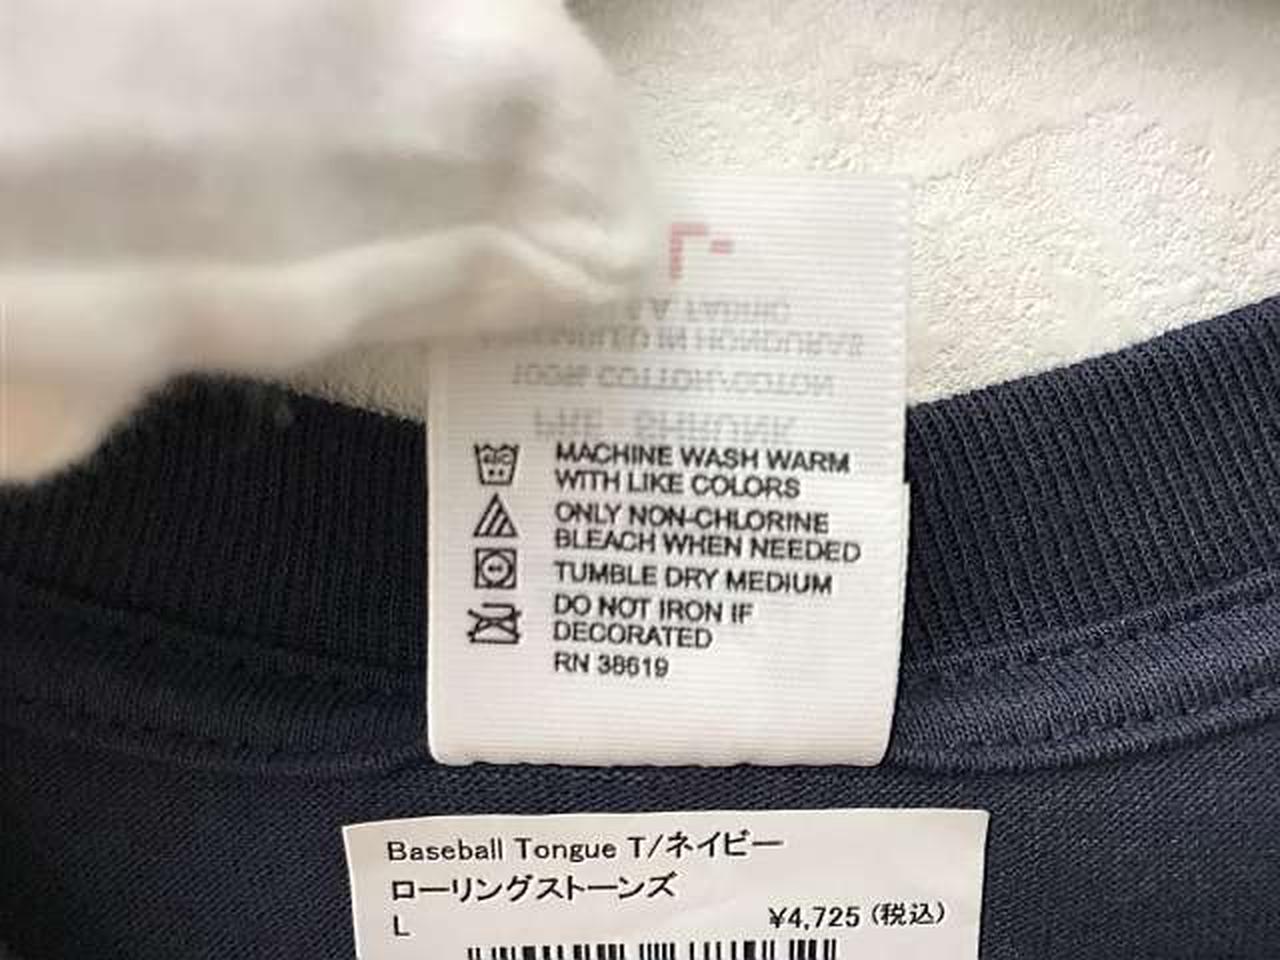 MACHINE WASH WARM
WITH LIKE COLORS
ONLY NON-CHLORINE
BLEACH WHEN NEEDED
TUMBLE DRY MEDIUM
DO NOT IRON IF
DECORATED
RN 38619
Baseball Tongue T/ネイビー
ローリングストーンズ
L ¥4,725 (税込)